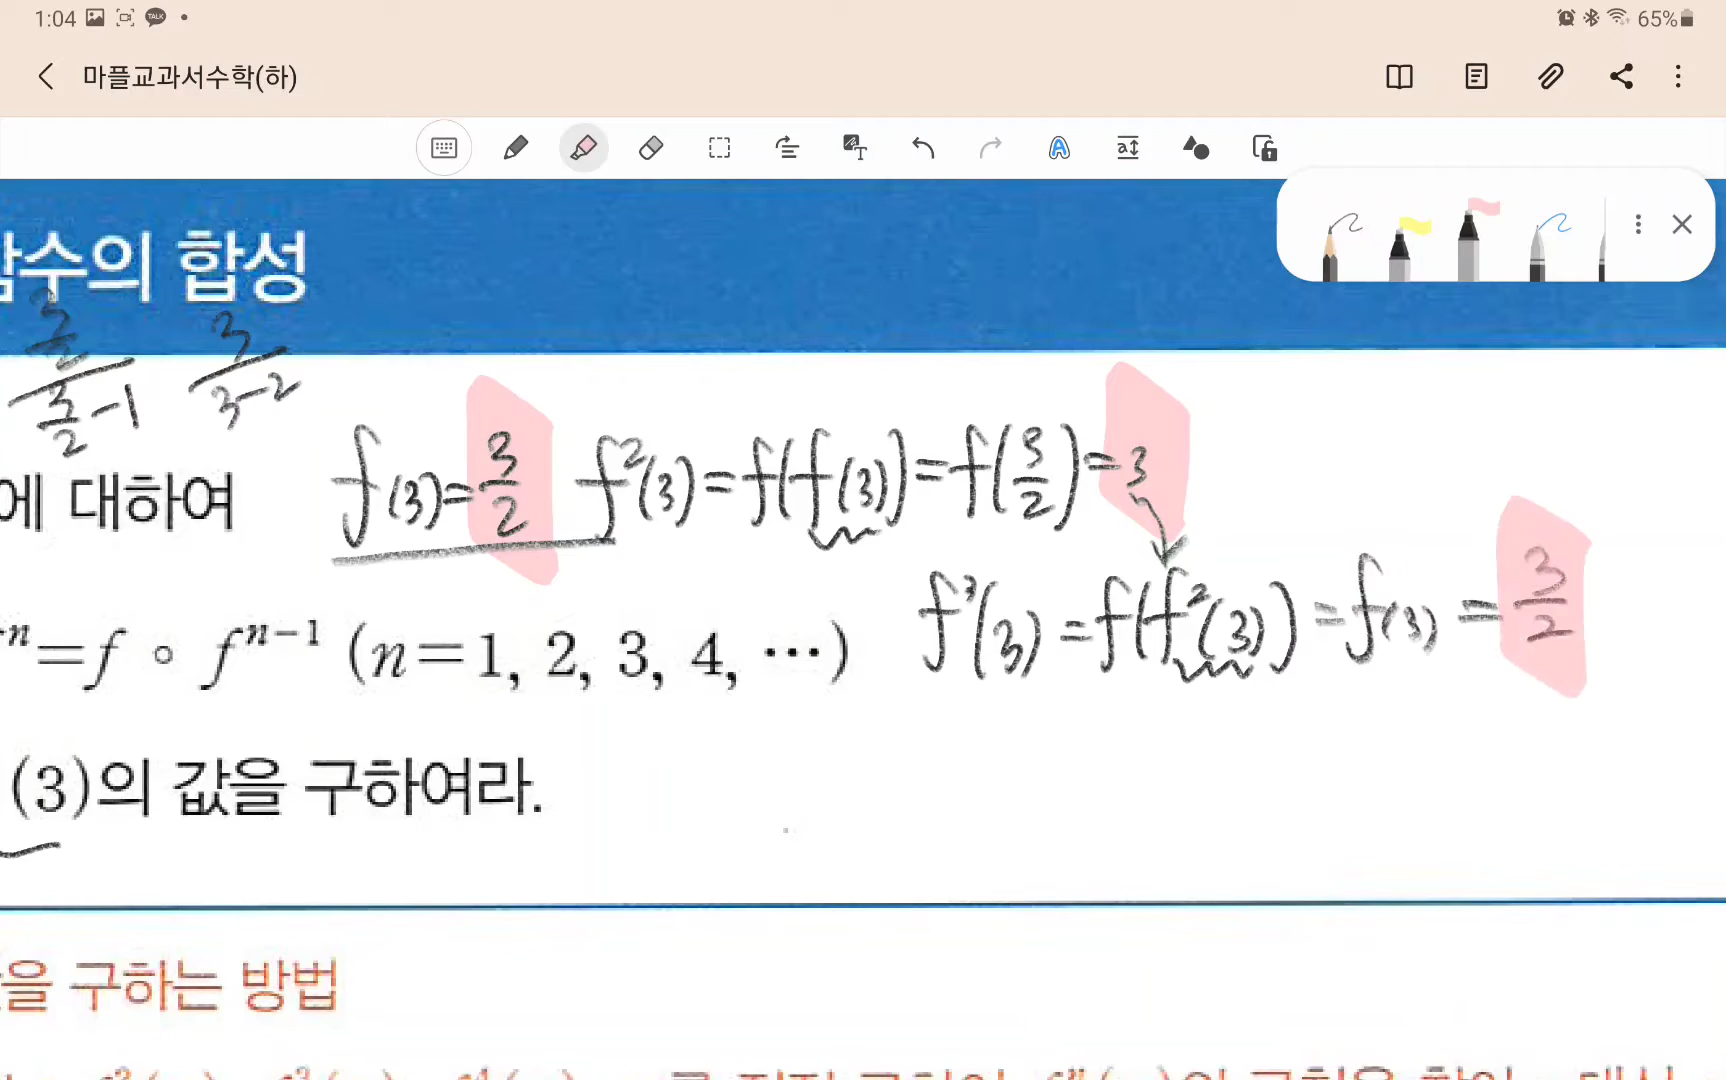 1:04 TALK 65%
마플교과서수학(하)
함수의 합성
3/2 / 3/2-1 3/3-2
f(3)=3/2 f²(3)=f(f(3))=f(3/2)=3
에 대하여
f³(3)=f(f²(3))=f(3)=3/2
ⁿ=f∘fⁿ⁻¹ (n=1, 2, 3, 4, ⋯)
(3)의 값을 구하여라.
을 구하는 방법